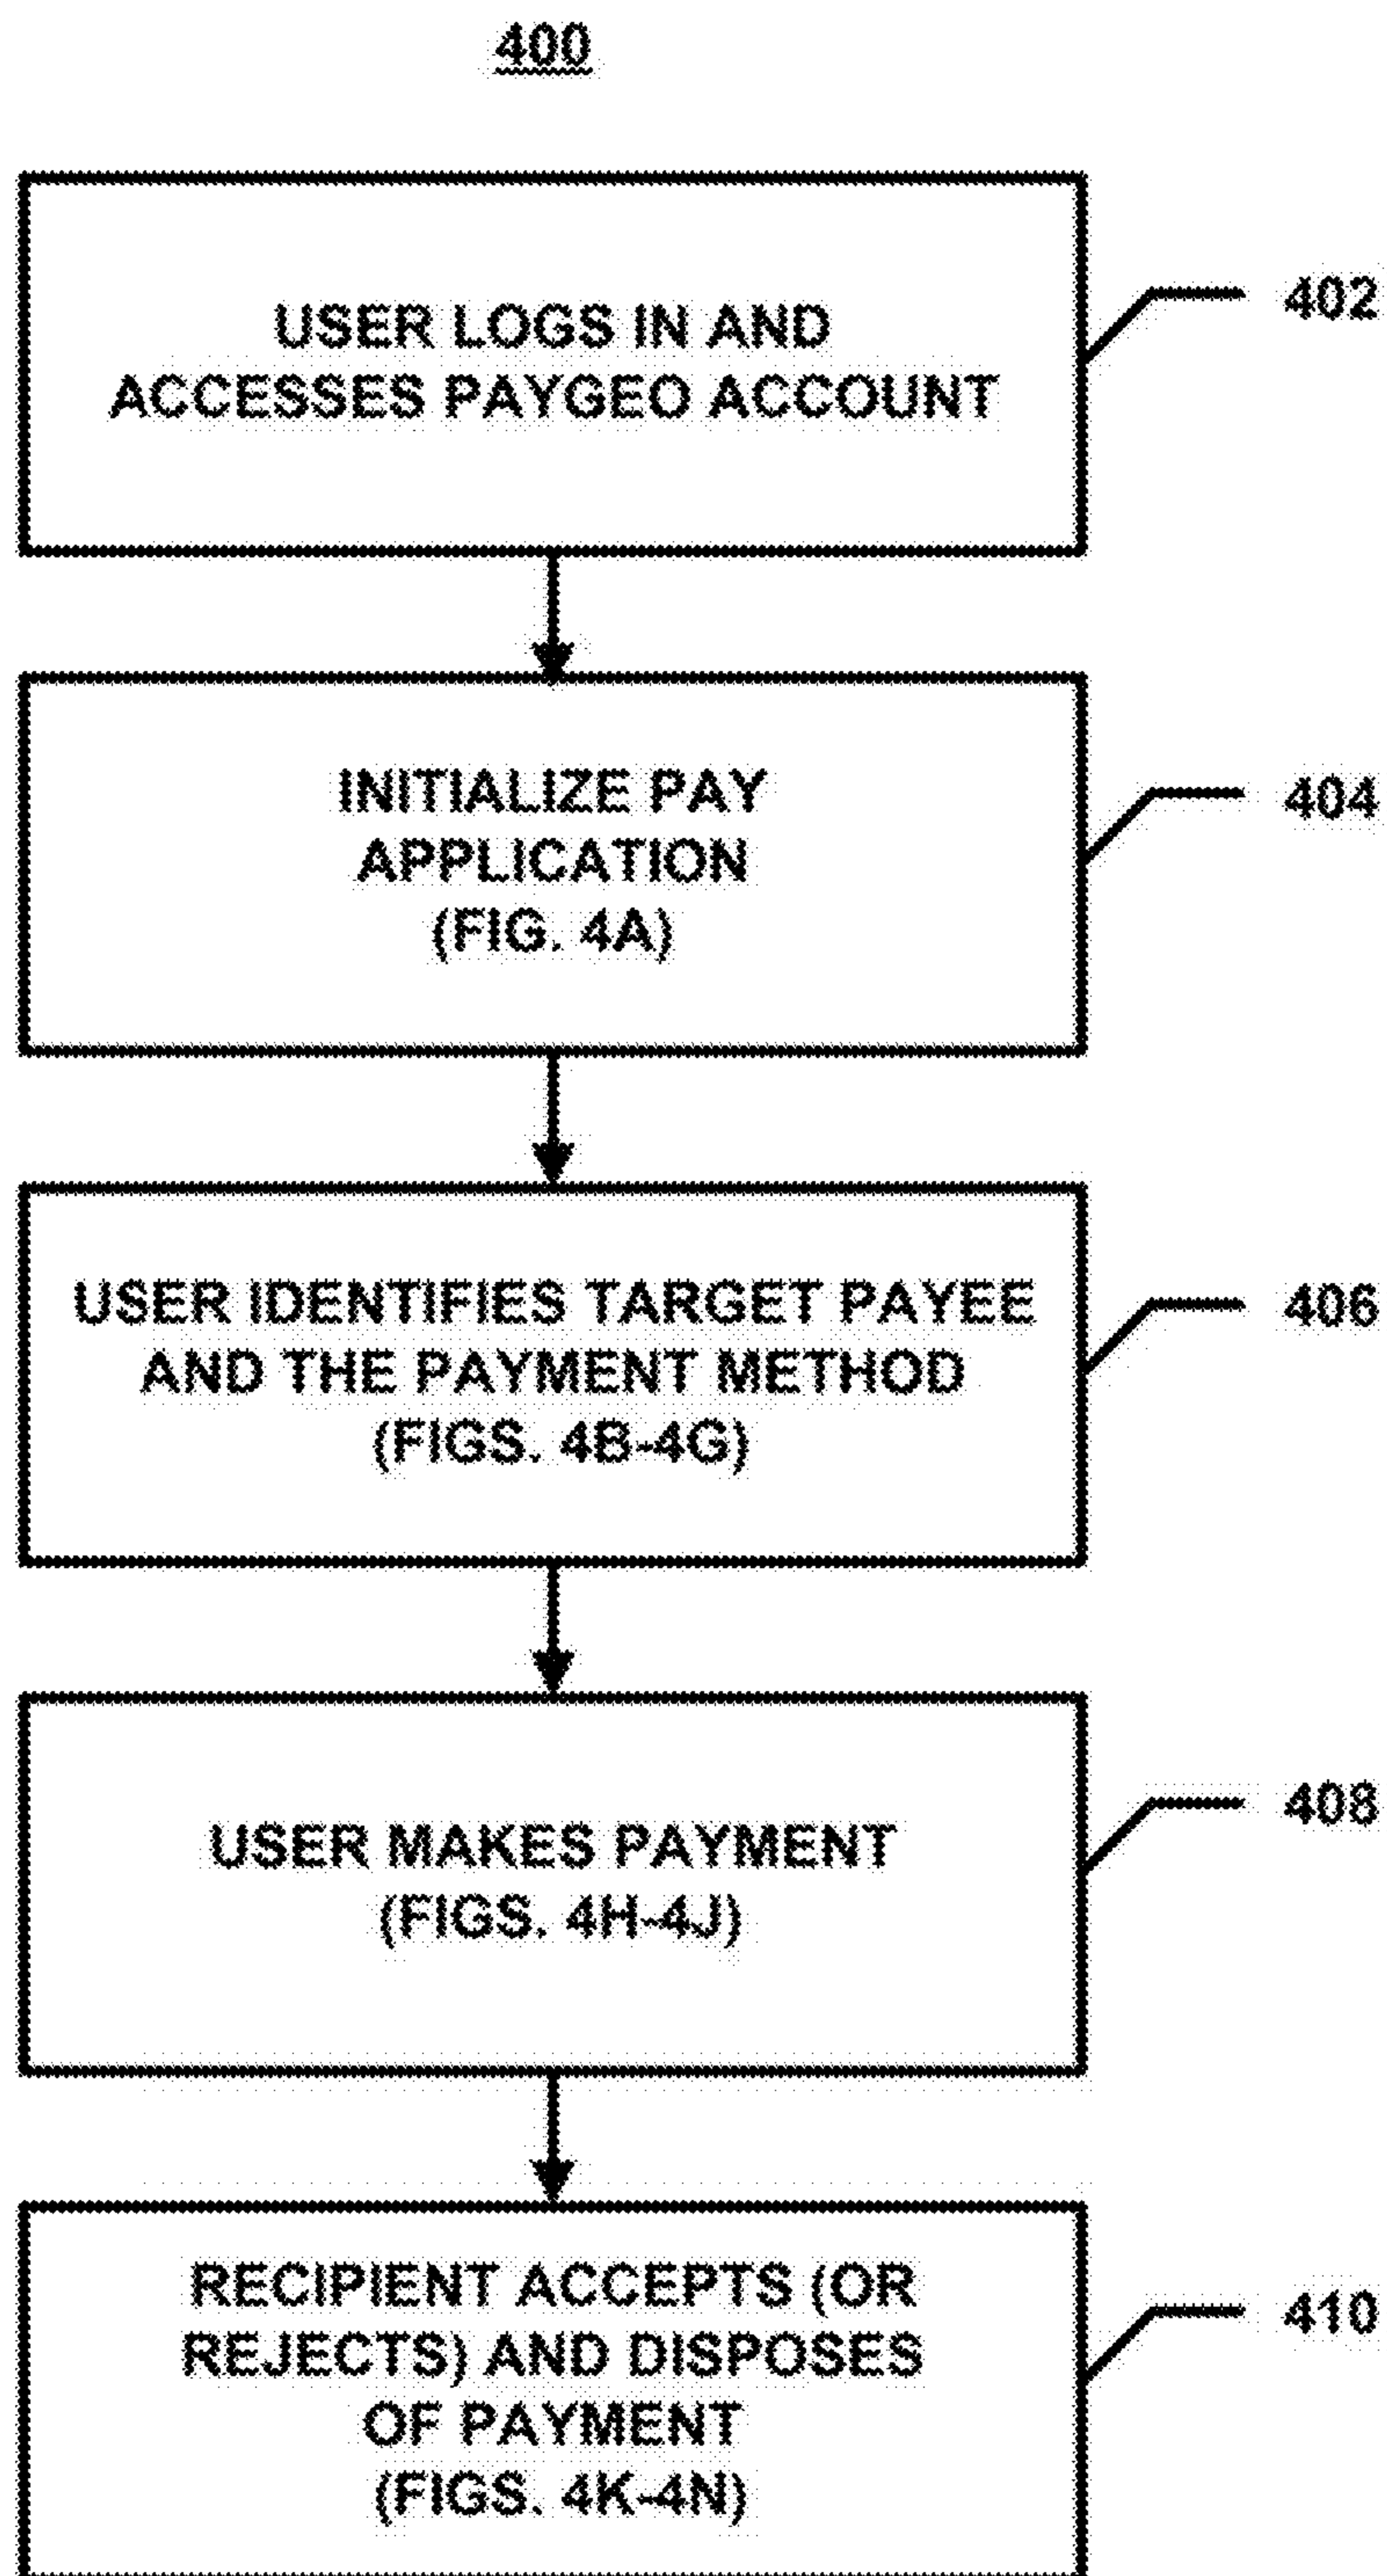 400
USER LOGS IN AND
ACCESSES PAYGEO ACCOUNT
402
INITIALIZE PAY
APPLICATION
(FIG. 4A)
404
USER IDENTIFIES TARGET PAYEE
AND THE PAYMENT METHOD
(FIGS. 4B-4G)
406
USER MAKES PAYMENT
(FIGS. 4H-4J)
408
RECIPIENT ACCEPTS (OR
REJECTS) AND DISPOSES
OF PAYMENT
(FIGS. 4K-4N)
410